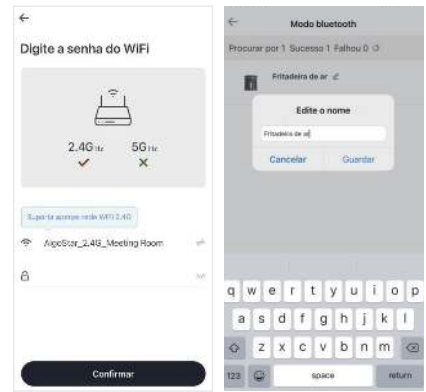 Digite a senha do WiFi
2.4GHz 5GHz
Suporta apenas rede WIFI 2.4G
AigoStar_2.4G_Meeting Room
Confirmar
Modo bluetooth
Procurar por 1 Sucesso 1 Falhou 0
Fritadeira de ar
Edite o nome
Fritadeira de ar
Cancelar Guardar
q w e r t y u i o p
a s d f g h j k l
z x c v b n m
123 space return